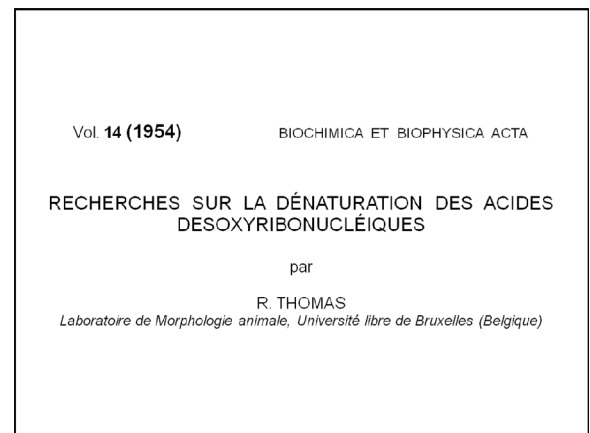 Vol. 14 (1954) BIOCHIMICA ET BIOPHYSICA ACTA
RECHERCHES SUR LA DÉNATURATION DES ACIDES
DESOXYRIBONUCLÉIQUES
par
R. THOMAS
Laboratoire de Morphologie animale, Université libre de Bruxelles (Belgique)